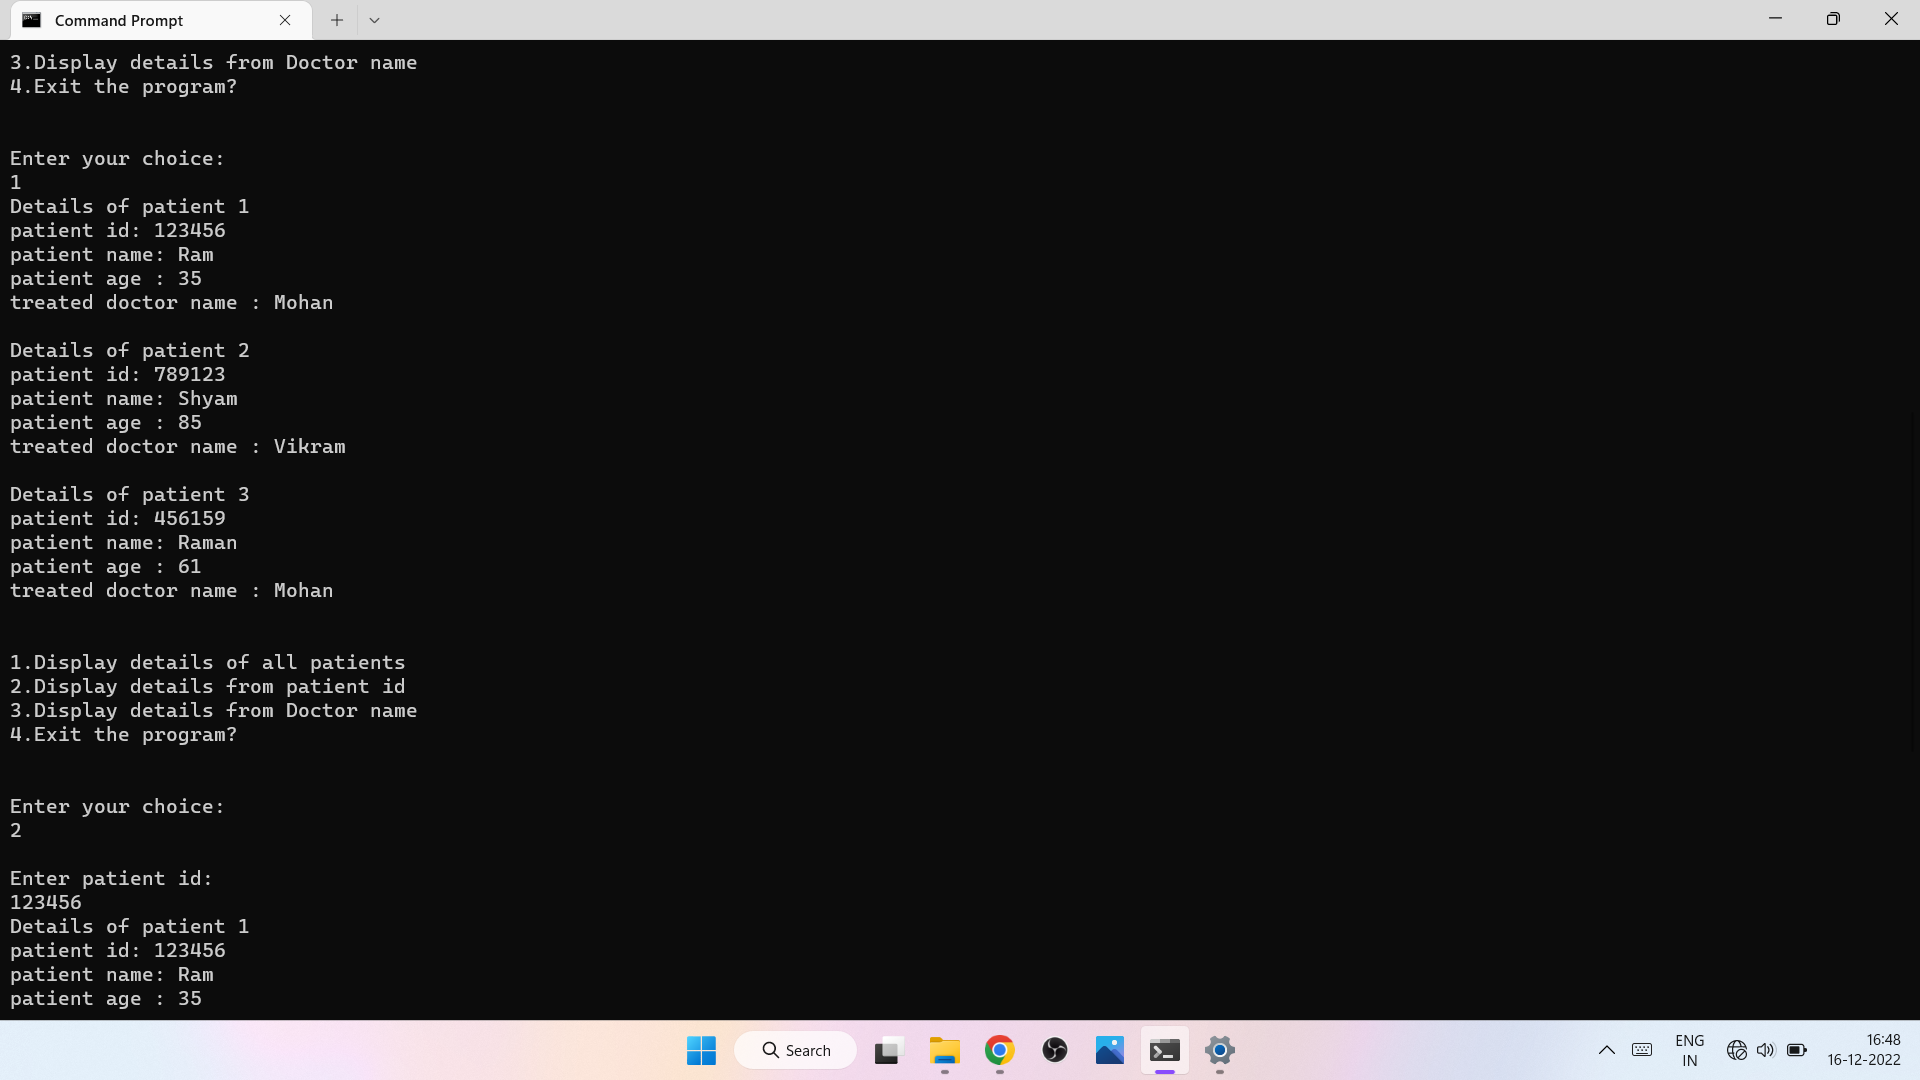 Command Prompt
3.Display details from Doctor name
4.Exit the program?
Enter your choice:
1
Details of patient 1
patient id: 123456
patient name: Ram
patient age : 35
treated doctor name : Mohan
Details of patient 2
patient id: 789123
patient name: Shyam
patient age : 85
treated doctor name : Vikram
Details of patient 3
patient id: 456159
patient name: Raman
patient age : 61
treated doctor name : Mohan
1.Display details of all patients
2.Display details from patient id
3.Display details from Doctor name
4.Exit the program?
Enter your choice:
2
Enter patient id:
123456
Details of patient 1
patient id: 123456
patient name: Ram
patient age : 35
Search
ENG
IN
16:48
16-12-2022